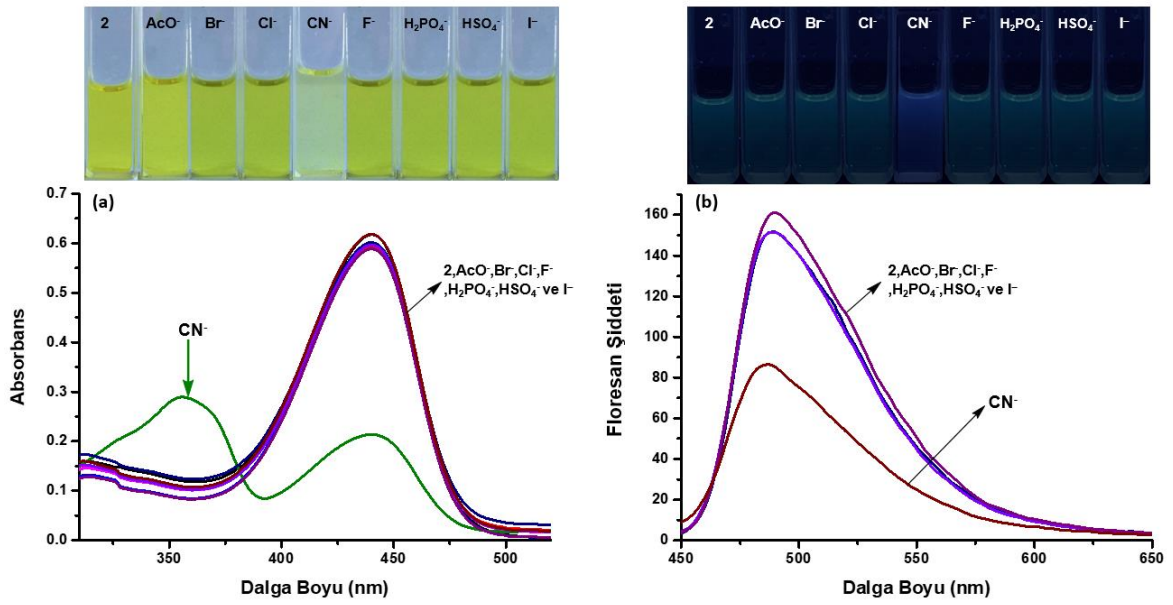 2 AcO⁻ Br⁻ Cl⁻ CN⁻ F⁻ H₂PO₄⁻ HSO₄⁻ I⁻
2 AcO⁻ Br⁻ Cl⁻ CN⁻ F⁻ H₂PO₄⁻ HSO₄⁻ I⁻
(a)
0.7
0.6
0.5
0.4
0.3
0.2
0.1
0.0
Absorbans
2,AcO⁻,Br⁻,Cl⁻,F⁻
,H₂PO₄⁻,HSO₄⁻ ve I⁻
CN⁻
350 400 450 500
Dalga Boyu (nm)
(b)
160
140
120
100
80
60
40
20
0
Floresan Şiddeti
2,AcO⁻,Br⁻,Cl⁻,F⁻
,H₂PO₄⁻,HSO₄⁻ ve I⁻
CN⁻
450 500 550 600 650
Dalga Boyu (nm)